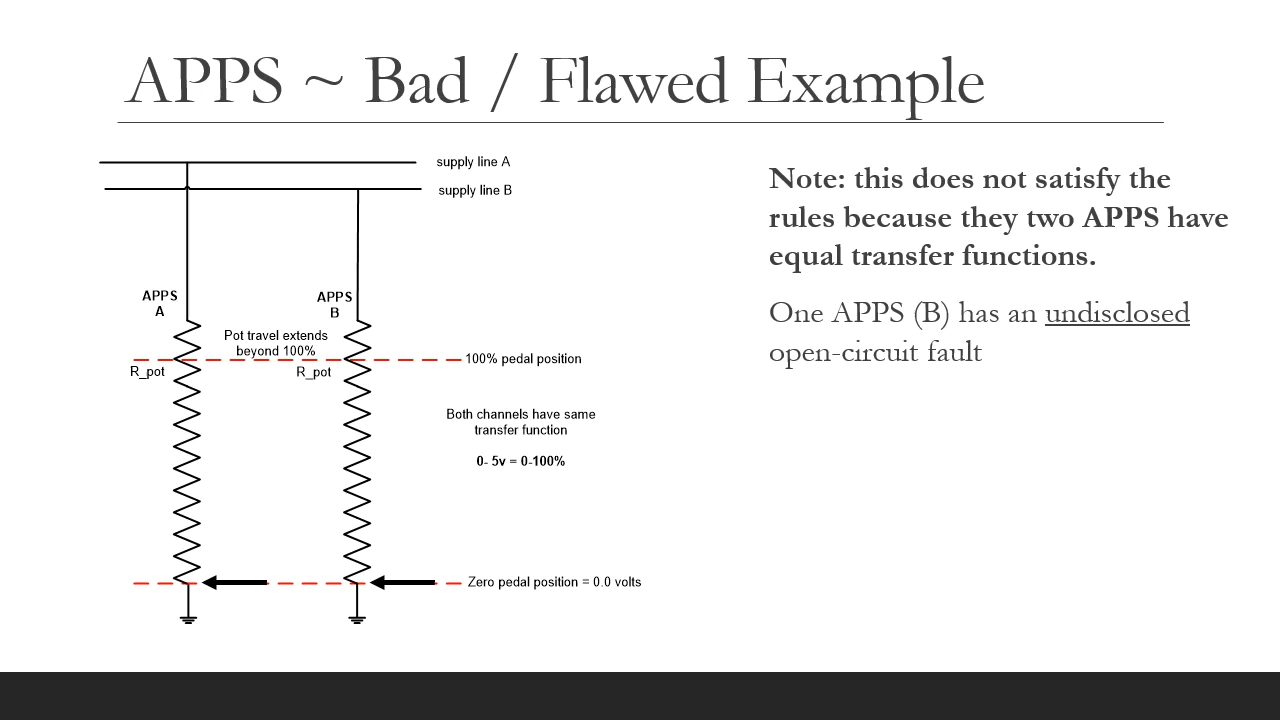 APPS ~ Bad / Flawed Example
supply line A
supply line B
APPS
A
APPS
B
Pot travel extends
beyond 100%
R_pot
R_pot
100% pedal position
Both channels have same
transfer function
0- 5v = 0-100%
Zero pedal position = 0.0 volts
Note: this does not satisfy the
rules because they two APPS have
equal transfer functions.
One APPS (B) has an undisclosed
open-circuit fault